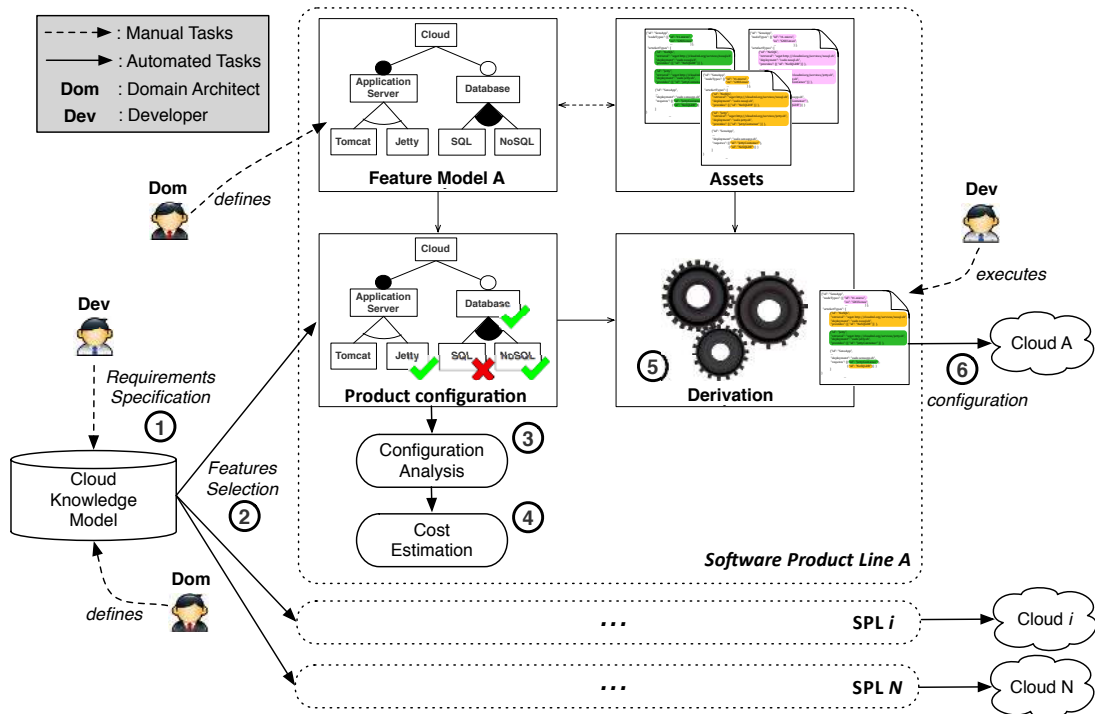 : Manual Tasks
: Automated Tasks
Dom : Domain Architect
Dev : Developer
Cloud
Application
Server
Database
Tomcat
Jetty
SQL
NoSQL
Feature Model A
Assets
Dom
defines
Dev
executes
Cloud
Application
Server
Database
Tomcat
Jetty
SQL
NoSQL
Product configuration
5
Derivation
6
configuration
Cloud A
Dev
Requirements
Specification
1
Cloud
Knowledge
Model
Features
Selection
2
3
Configuration
Analysis
4
Cost
Estimation
Software Product Line A
Dom
defines
...
SPL i
Cloud i
...
SPL N
Cloud N